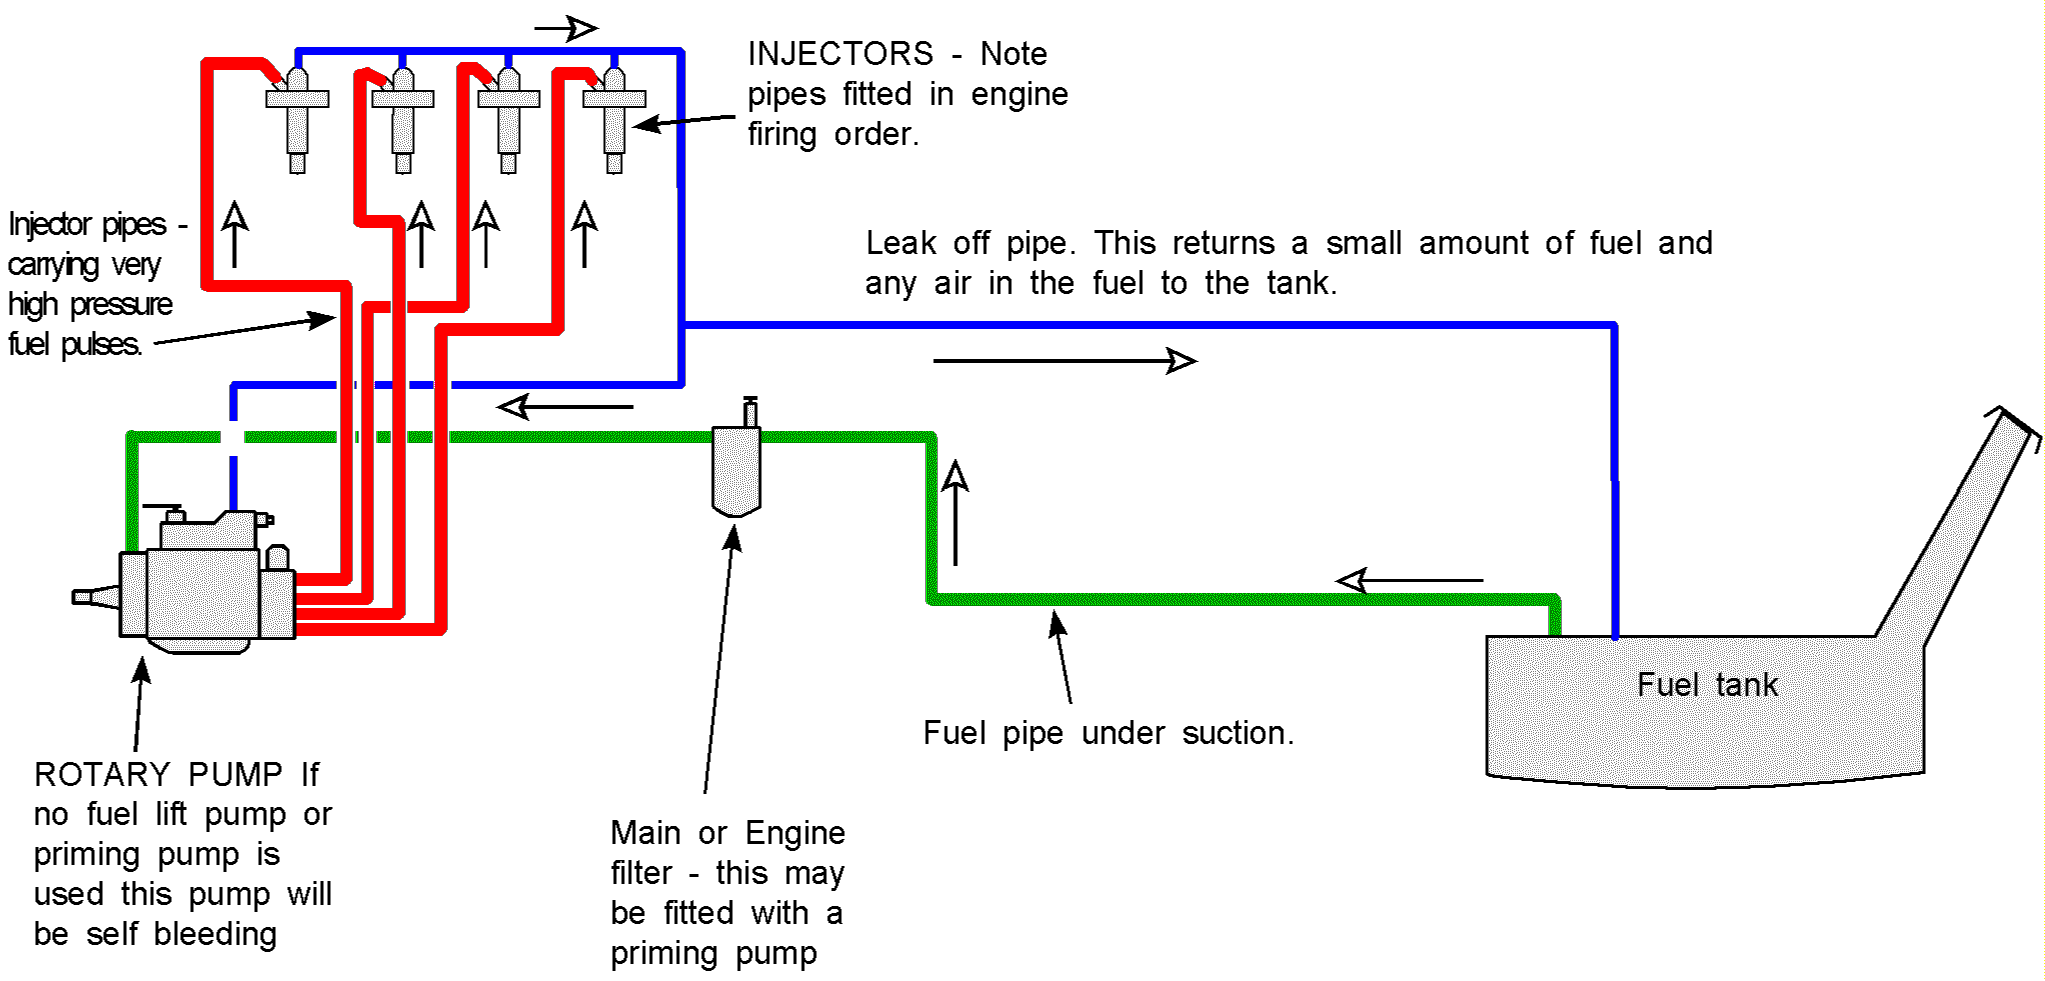 INJECTORS - Note
pipes fitted in engine
firing order.
Injector pipes -
carrying very
high pressure
fuel pulses.
Leak off pipe. This returns a small amount of fuel and
any air in the fuel to the tank.
Fuel tank
Fuel pipe under suction.
ROTARY PUMP If
no fuel lift pump or
priming pump is
used this pump will
be self bleeding
Main or Engine
filter - this may
be fitted with a
priming pump